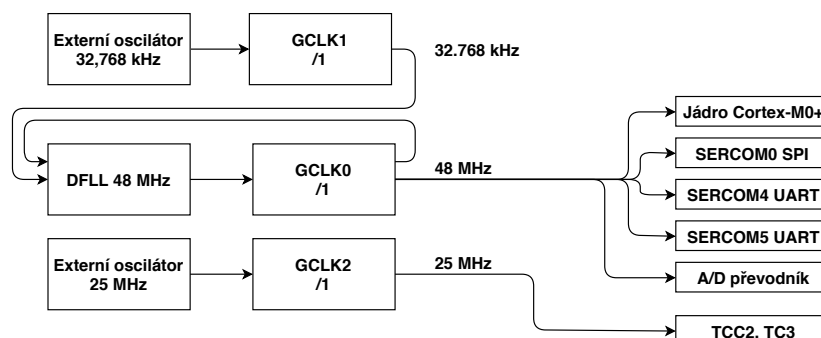 Externí oscilátor
32,768 kHz
GCLK1
/1
32.768 kHz
DFLL 48 MHz
GCLK0
/1
48 MHz
Externí oscilátor
25 MHz
GCLK2
/1
25 MHz
Jádro Cortex-M0+
SERCOM0 SPI
SERCOM4 UART
SERCOM5 UART
A/D převodník
TCC2, TC3